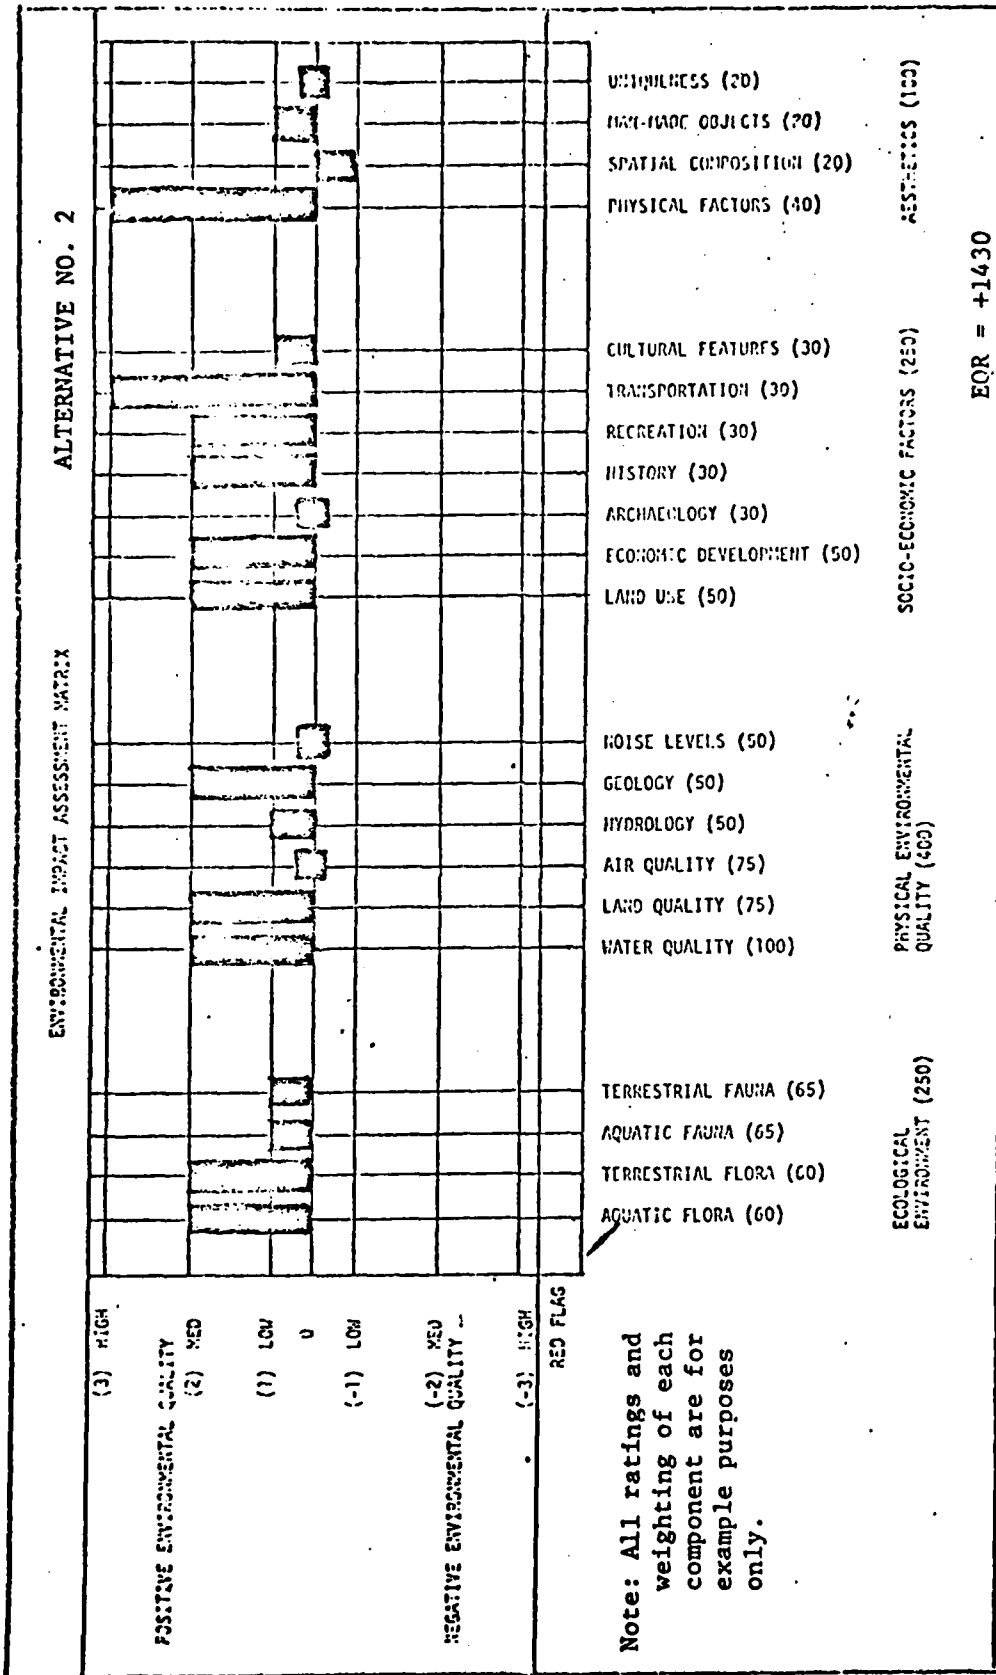 ENVIRONMENTAL IMPACT ASSESSMENT MATRIX
ALTERNATIVE NO. 2
POSITIVE ENVIRONMENTAL QUALITY
(3) HIGH
(2) MED
(1) LOW
0
NEGATIVE ENVIRONMENTAL QUALITY
(-1) LOW
(-2) MED
(-3) HIGH
RED FLAG
AQUATIC FLORA (60)
TERRESTRIAL FLORA (60)
AQUATIC FAUNA (65)
TERRESTRIAL FAUNA (65)
WATER QUALITY (100)
LAND QUALITY (75)
AIR QUALITY (75)
HYDROLOGY (50)
GEOLOGY (50)
NOISE LEVELS (50)
LAND USE (50)
ECONOMIC DEVELOPMENT (50)
ARCHAEOLOGY (30)
HISTORY (30)
RECREATION (30)
TRANSPORTATION (30)
CULTURAL FEATURES (30)
PHYSICAL FACTORS (40)
SPATIAL COMPOSITION (20)
MAN-MADE OBJECTS (20)
UNIQUENESS (20)
ECOLOGICAL
ENVIRONMENT (250)
PHYSICAL ENVIRONMENTAL
QUALITY (400)
SOCIO-ECONOMIC FACTORS (250)
AESTHETICS (100)
Note: All ratings and
weighting of each
component are for
example purposes
only.
EQR = +1430